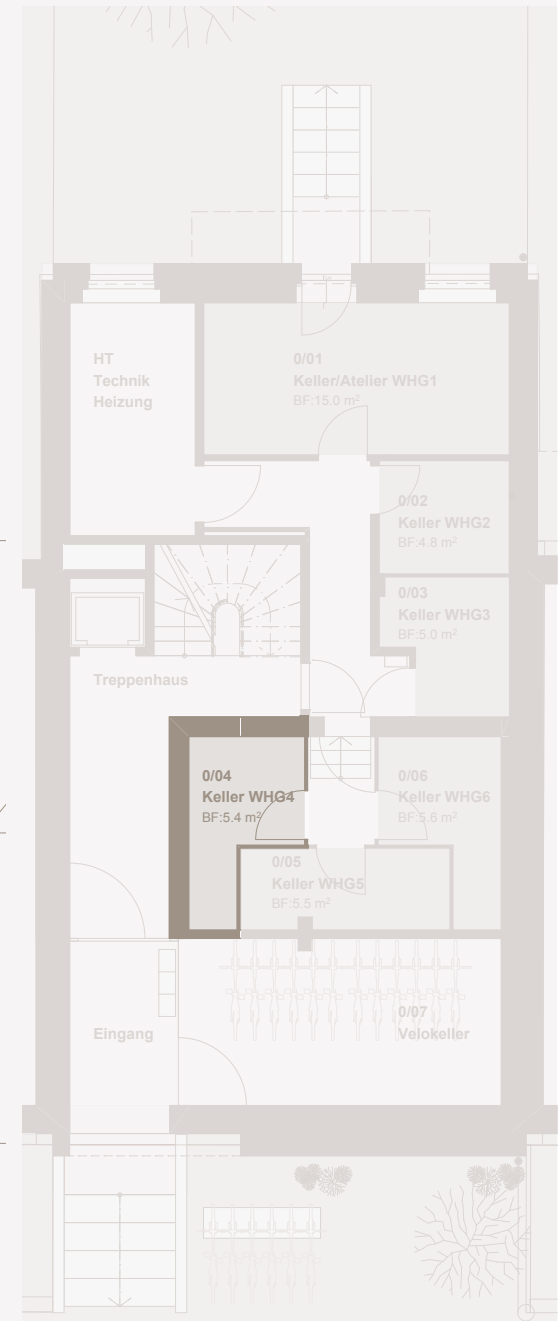 HT
Technik
Heizung
0/01
Keller/Atelier WHG1
BF:15.0 m²
0/02
Keller WHG2
BF:4.8 m²
0/03
Keller WHG3
BF:5.0 m²
Treppenhaus
0/04
Keller WHG4
BF:5.4 m²
0/06
Keller WHG6
BF:5.6 m²
0/05
Keller WHG5
BF:5.5 m²
0/07
Velokeller
Eingang